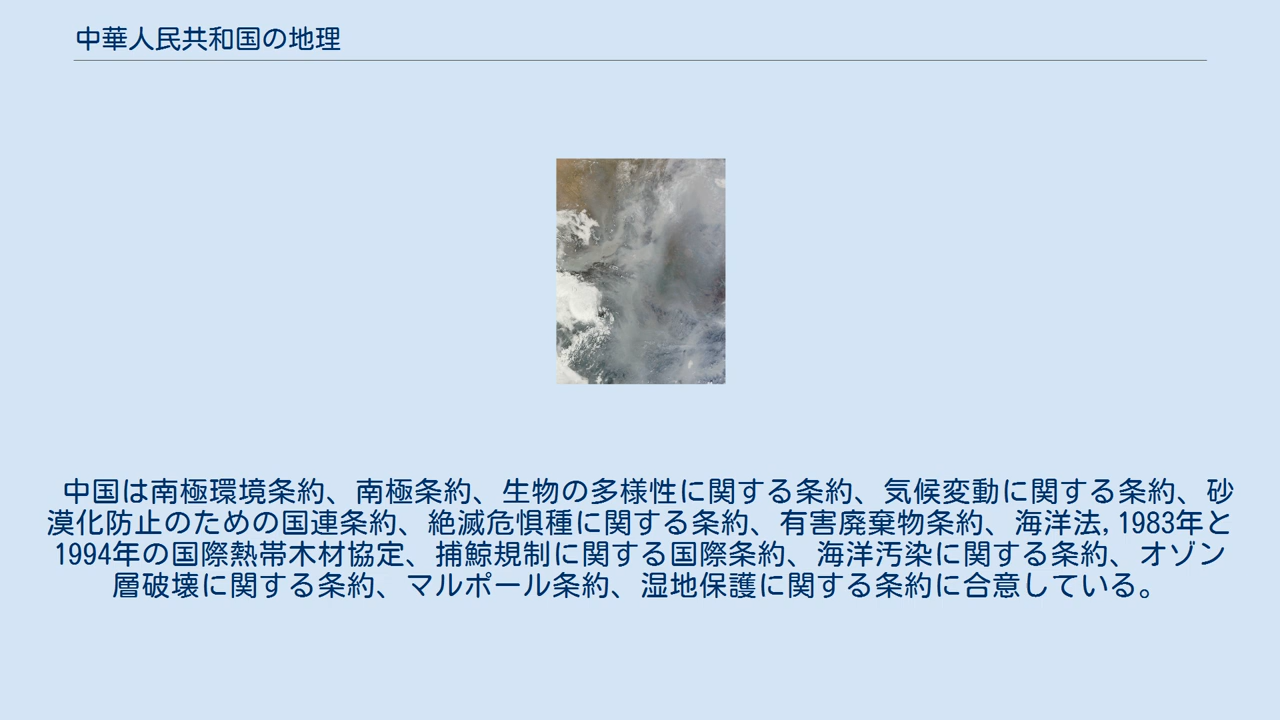 中華人民共和国の地理
中国は南極環境条約、南極条約、生物の多様性に関する条約、気候変動に関する条約、砂
漠化防止のための国連条約、絶滅危惧種に関する条約、有害廃棄物条約、海洋法,1983年と
1994年の国際熱帯木材協定、捕鯨規制に関する国際条約、海洋汚染に関する条約、オゾン
層破壊に関する条約、マルポール条約、湿地保護に関する条約に合意している。